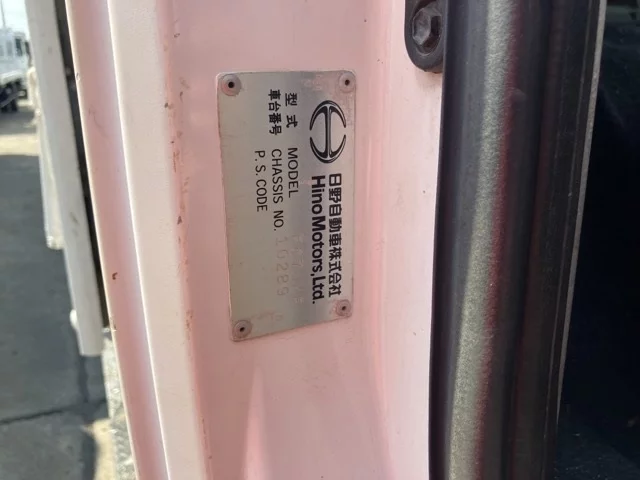 日野自動車株式会社
Hino Motors, Ltd.
型式 MODEL
車台番号 CHASSIS NO. 10289
P. S. CODE